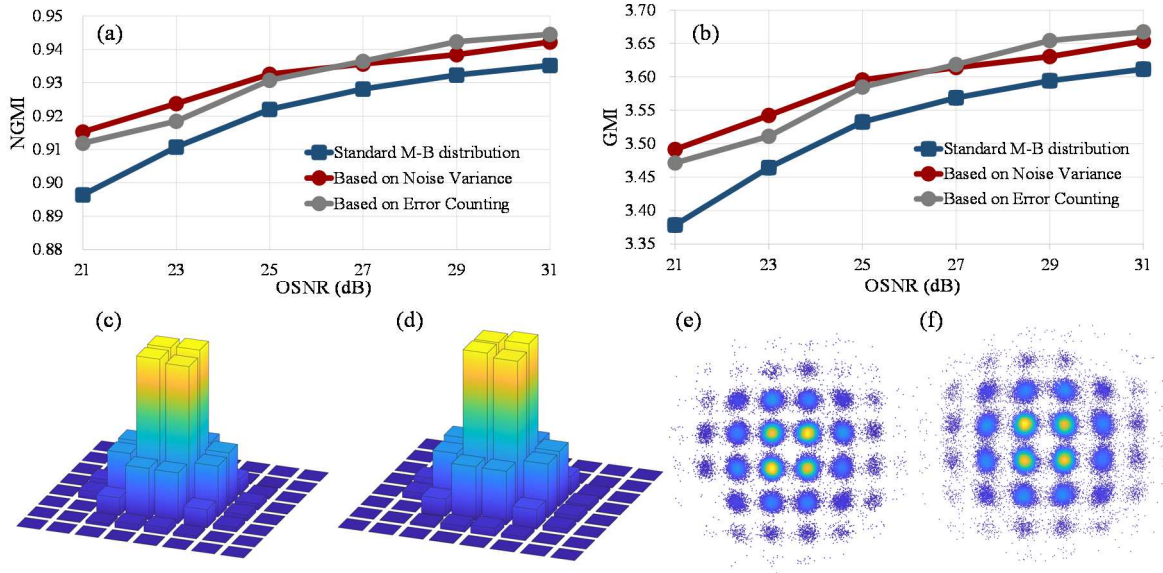 (a)
0.95
0.94
0.93
0.92
0.91
0.90
0.89
0.88
NGMI
Standard M-B distribution
Based on Noise Variance
Based on Error Counting
21 23 25 27 29 31
OSNR (dB)
(b)
3.70
3.65
3.60
3.55
3.50
3.45
3.40
3.35
GMI
Standard M-B distribution
Based on Noise Variance
Based on Error Counting
21 23 25 27 29 31
OSNR (dB)
(c) (d) (e) (f)